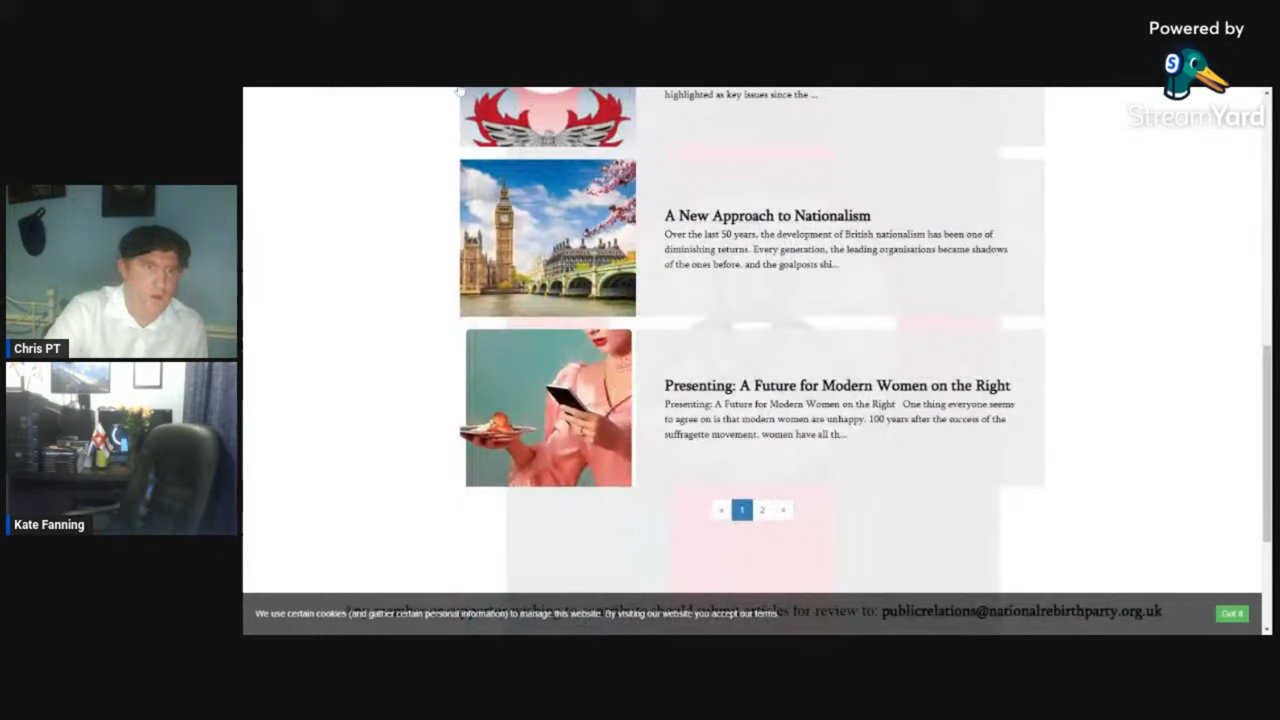 Powered by
StreamYard
highlighted as key issues since the ...
A New Approach to Nationalism
Over the last 50 years, the development of British nationalism has been one of
diminishing returns. Every generation, the leading organisations became shadows
of the ones before, and the goalposts shi...
Chris PT
Presenting: A Future for Modern Women on the Right
Presenting: A Future for Modern Women on the Right One thing everyone seems
to agree on is that modern women are unhappy. 100 years after the success of the
suffragette movement, women have all th...
Kate Fanning
« 1 2 »
We use certain cookies (and gather certain personal information) to manage this website. By visiting our website you accept our terms.
articles for review to: publicrelations@nationalrebirthparty.org.uk
Got it